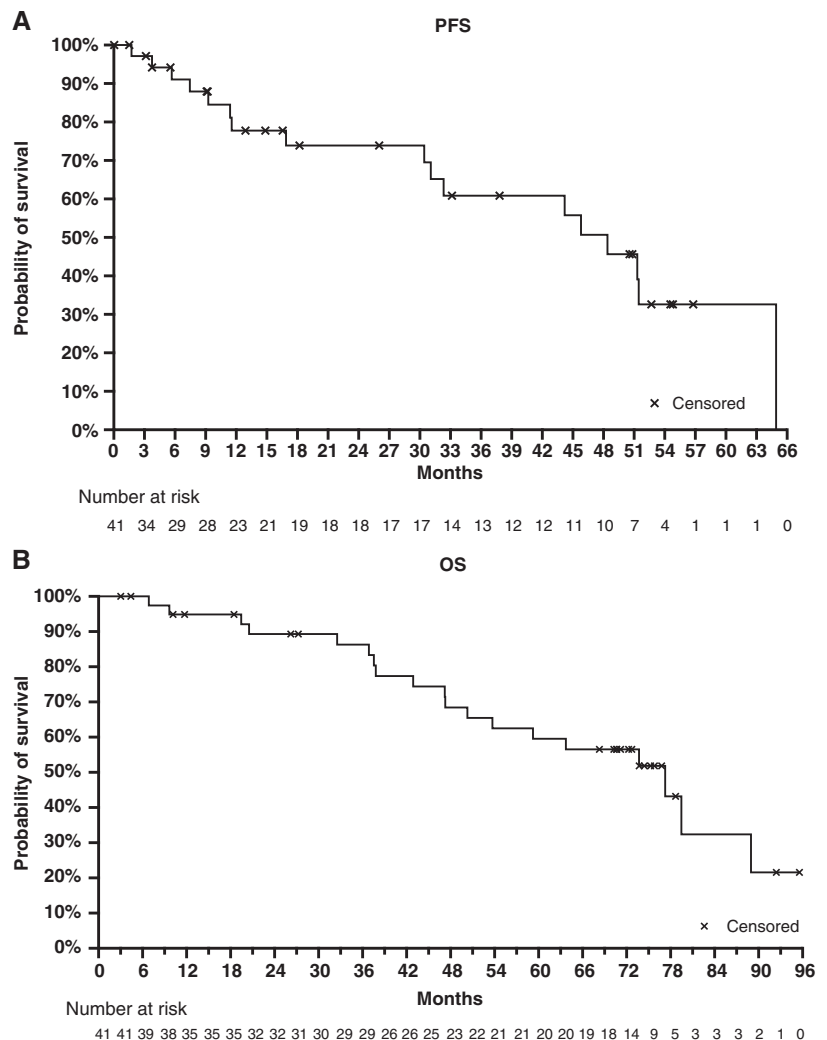 A
PFS
100%
90%
80%
70%
60%
50%
40%
30%
20%
10%
0%
Probability of survival
Censored
0 3 6 9 12 15 18 21 24 27 30 33 36 39 42 45 48 51 54 57 60 63 66
Months
Number at risk
41 34 29 28 23 21 19 18 18 17 17 14 13 12 12 11 10 7 4 1 1 1 0
B
OS
100%
90%
80%
70%
60%
50%
40%
30%
20%
10%
0%
Probability of survival
Censored
0 6 12 18 24 30 36 42 48 54 60 66 72 78 84 90 96
Months
Number at risk
41 41 39 38 35 35 35 32 32 31 30 29 29 26 26 25 23 22 21 21 20 20 19 18 14 9 5 3 3 3 2 1 0